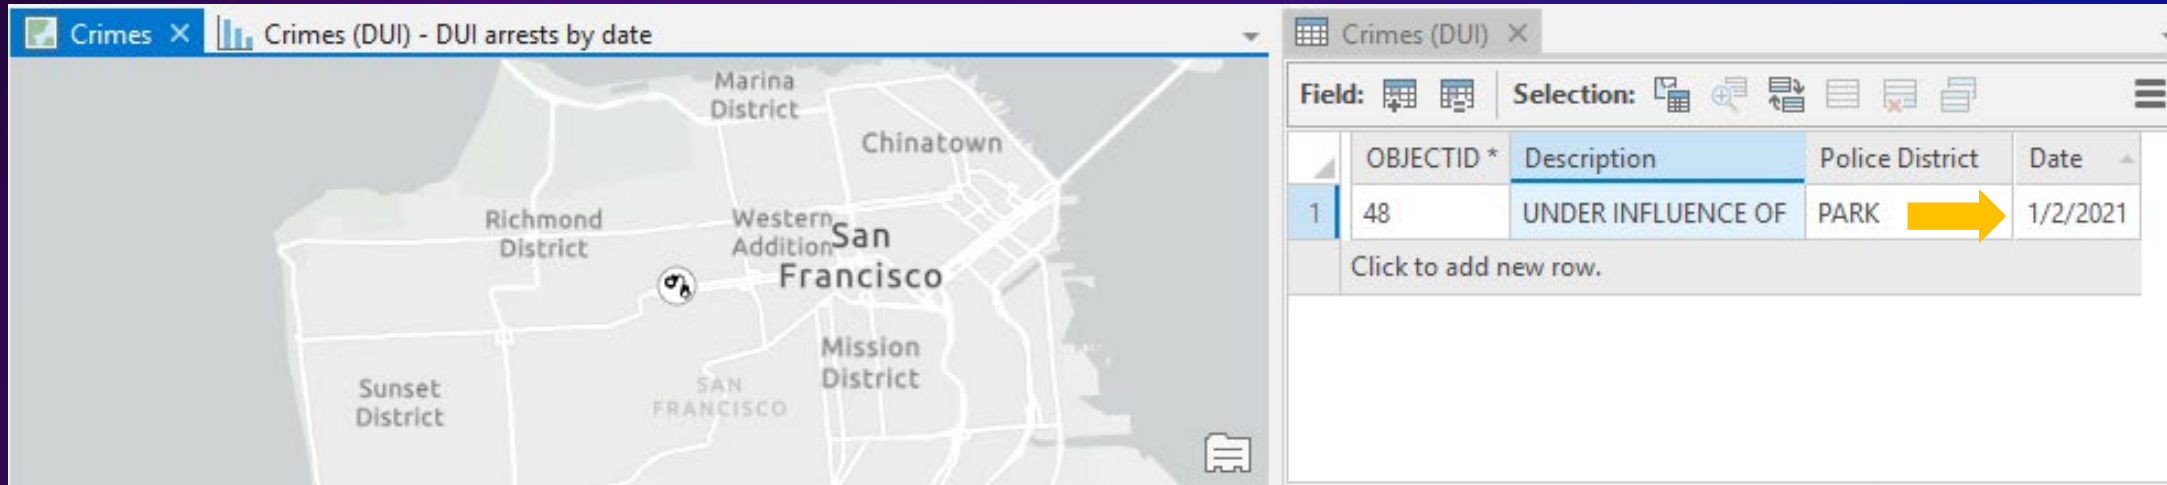 Crimes
Crimes (DUI) - DUI arrests by date
Marina
District
Chinatown
Richmond
District
Western
Addition
San
Francisco
Mission
District
Sunset
District
SAN
FRANCISCO
Crimes (DUI)
Field: Selection:
OBJECTID * Description Police District Date
1 48 UNDER INFLUENCE OF PARK 1/2/2021
Click to add new row.